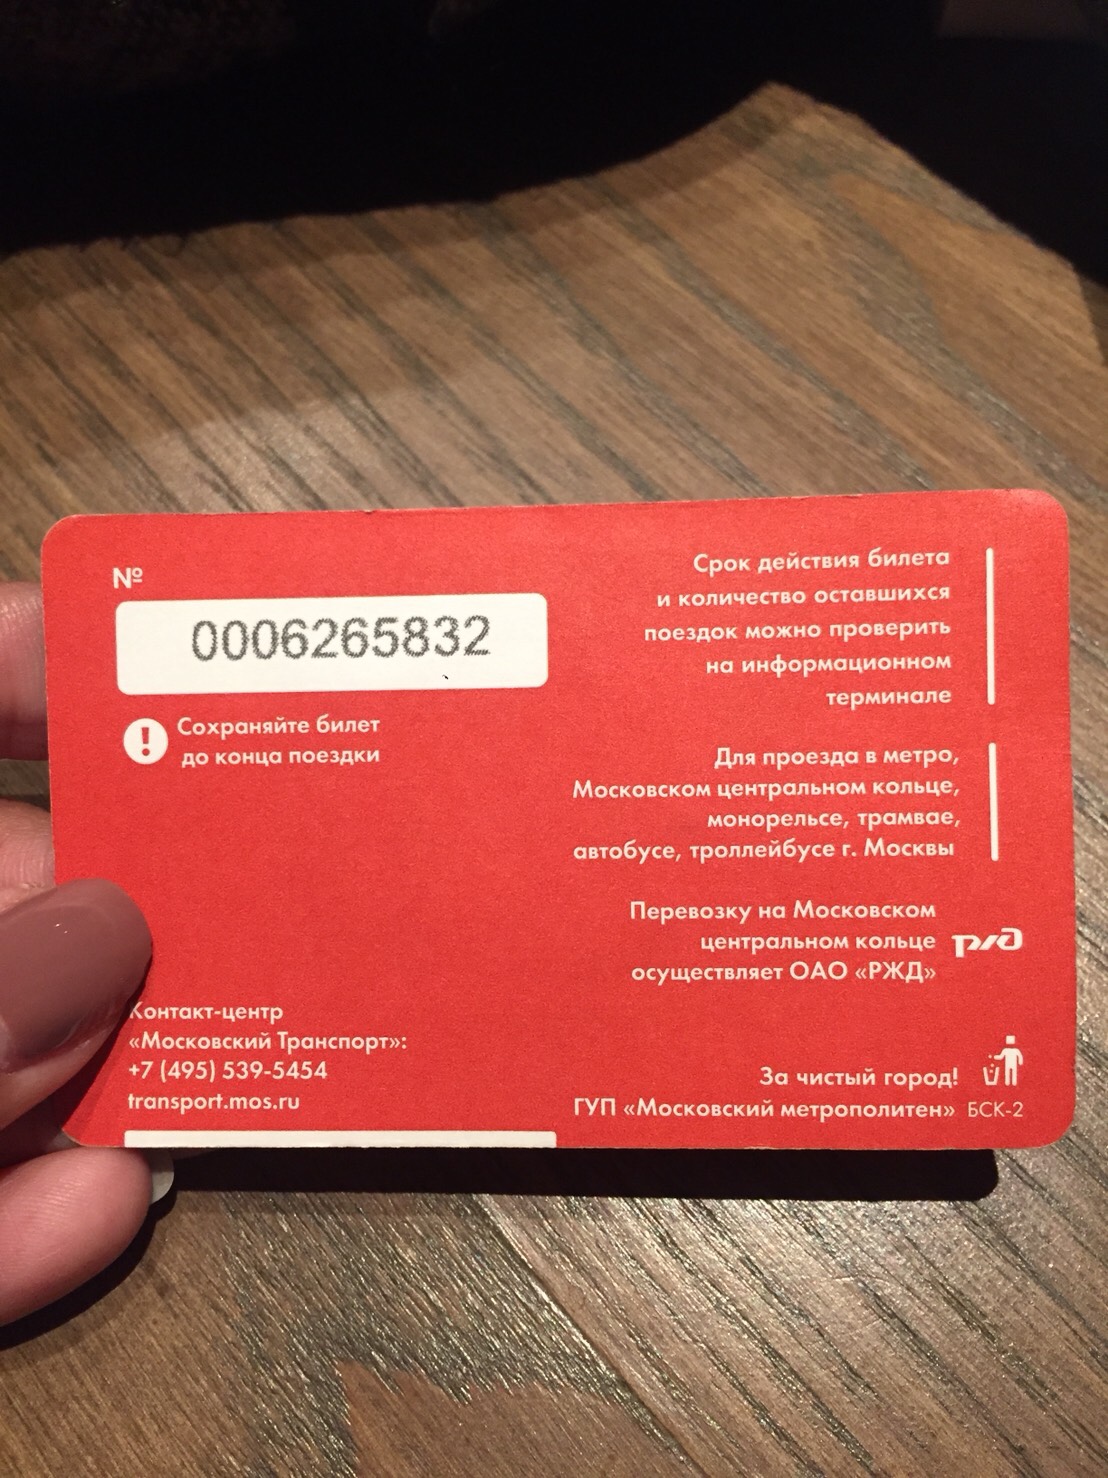 №
0006265832
Сохраняйте билет
до конца поездки
Срок действия билета
и количество оставшихся
поездок можно проверить
на информационном
терминале
Для проезда в метро,
Московском центральном кольце,
монорельсе, трамвае,
автобусе, троллейбусе г. Москвы
Перевозку на Московском
центральном кольце
осуществляет ОАО «РЖД»
ржд
Контакт-центр
«Московский Транспорт»:
+7 (495) 539-5454
transport.mos.ru
За чистый город!
ГУП «Московский метрополитен» БСК-2